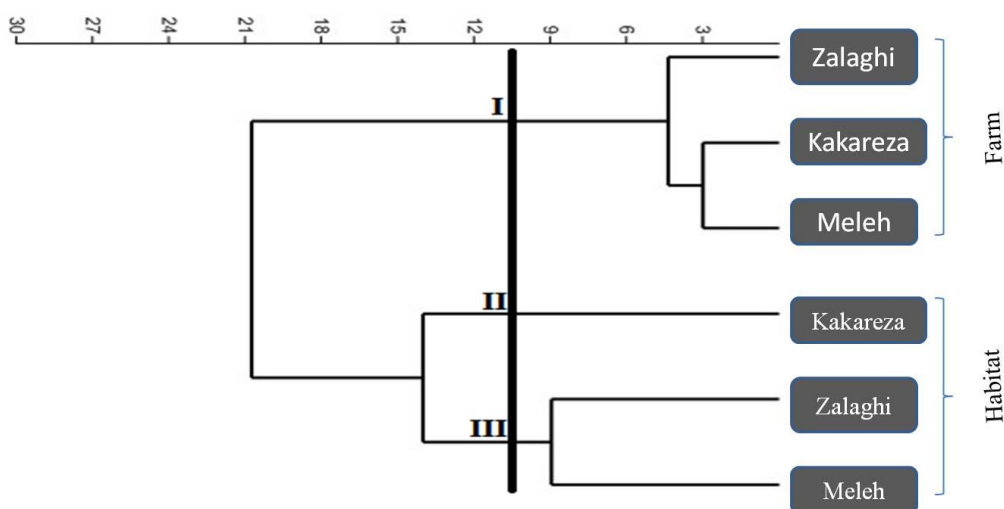 30 27 24 21 18 15 12 9 6 3
Zalaghi
I
Kakareza
Farm
Meleh
II
Kakareza
Zalaghi
Habitat
III
Meleh